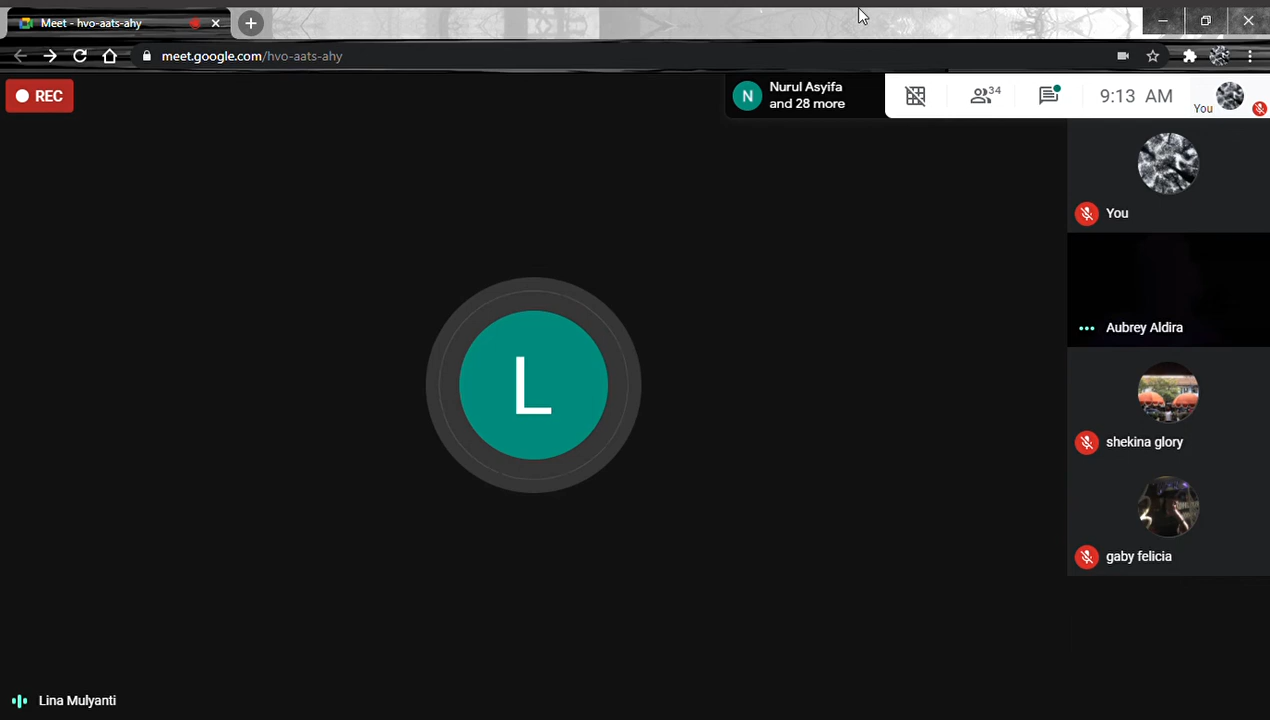 Meet - hvo-aats-ahy
meet.google.com/hvo-aats-ahy
REC
N
Nurul Asyifa
and 28 more
34
9:13 AM
You
You
Aubrey Aldira
shekina glory
gaby felicia
L
Lina Mulyanti